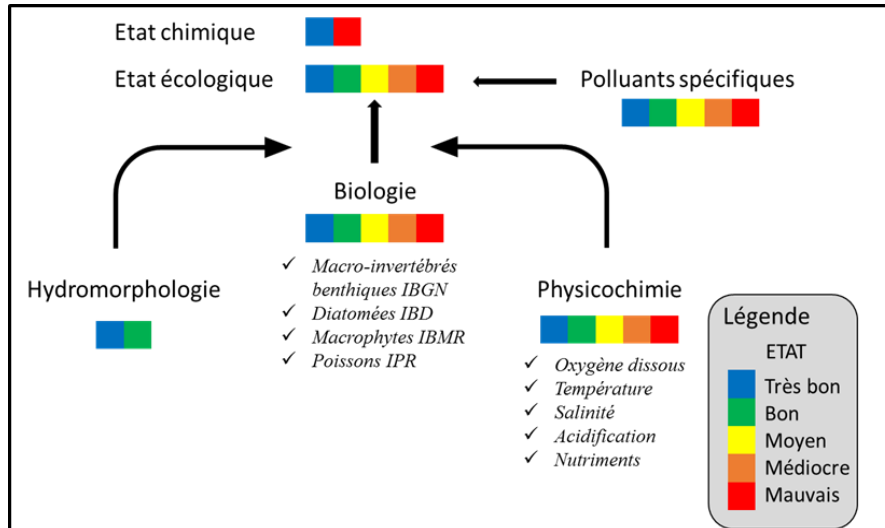 Etat chimique
Etat écologique
Polluants spécifiques
Biologie
✓ Macro-invertébrés
benthiques IBGN
✓ Diatomées IBD
✓ Macrophytes IBMR
✓ Poissons IPR
Hydromorphologie
Physicochimie
✓ Oxygène dissous
✓ Température
✓ Salinité
✓ Acidification
✓ Nutriments
Légende
ETAT
Très bon
Bon
Moyen
Médiocre
Mauvais